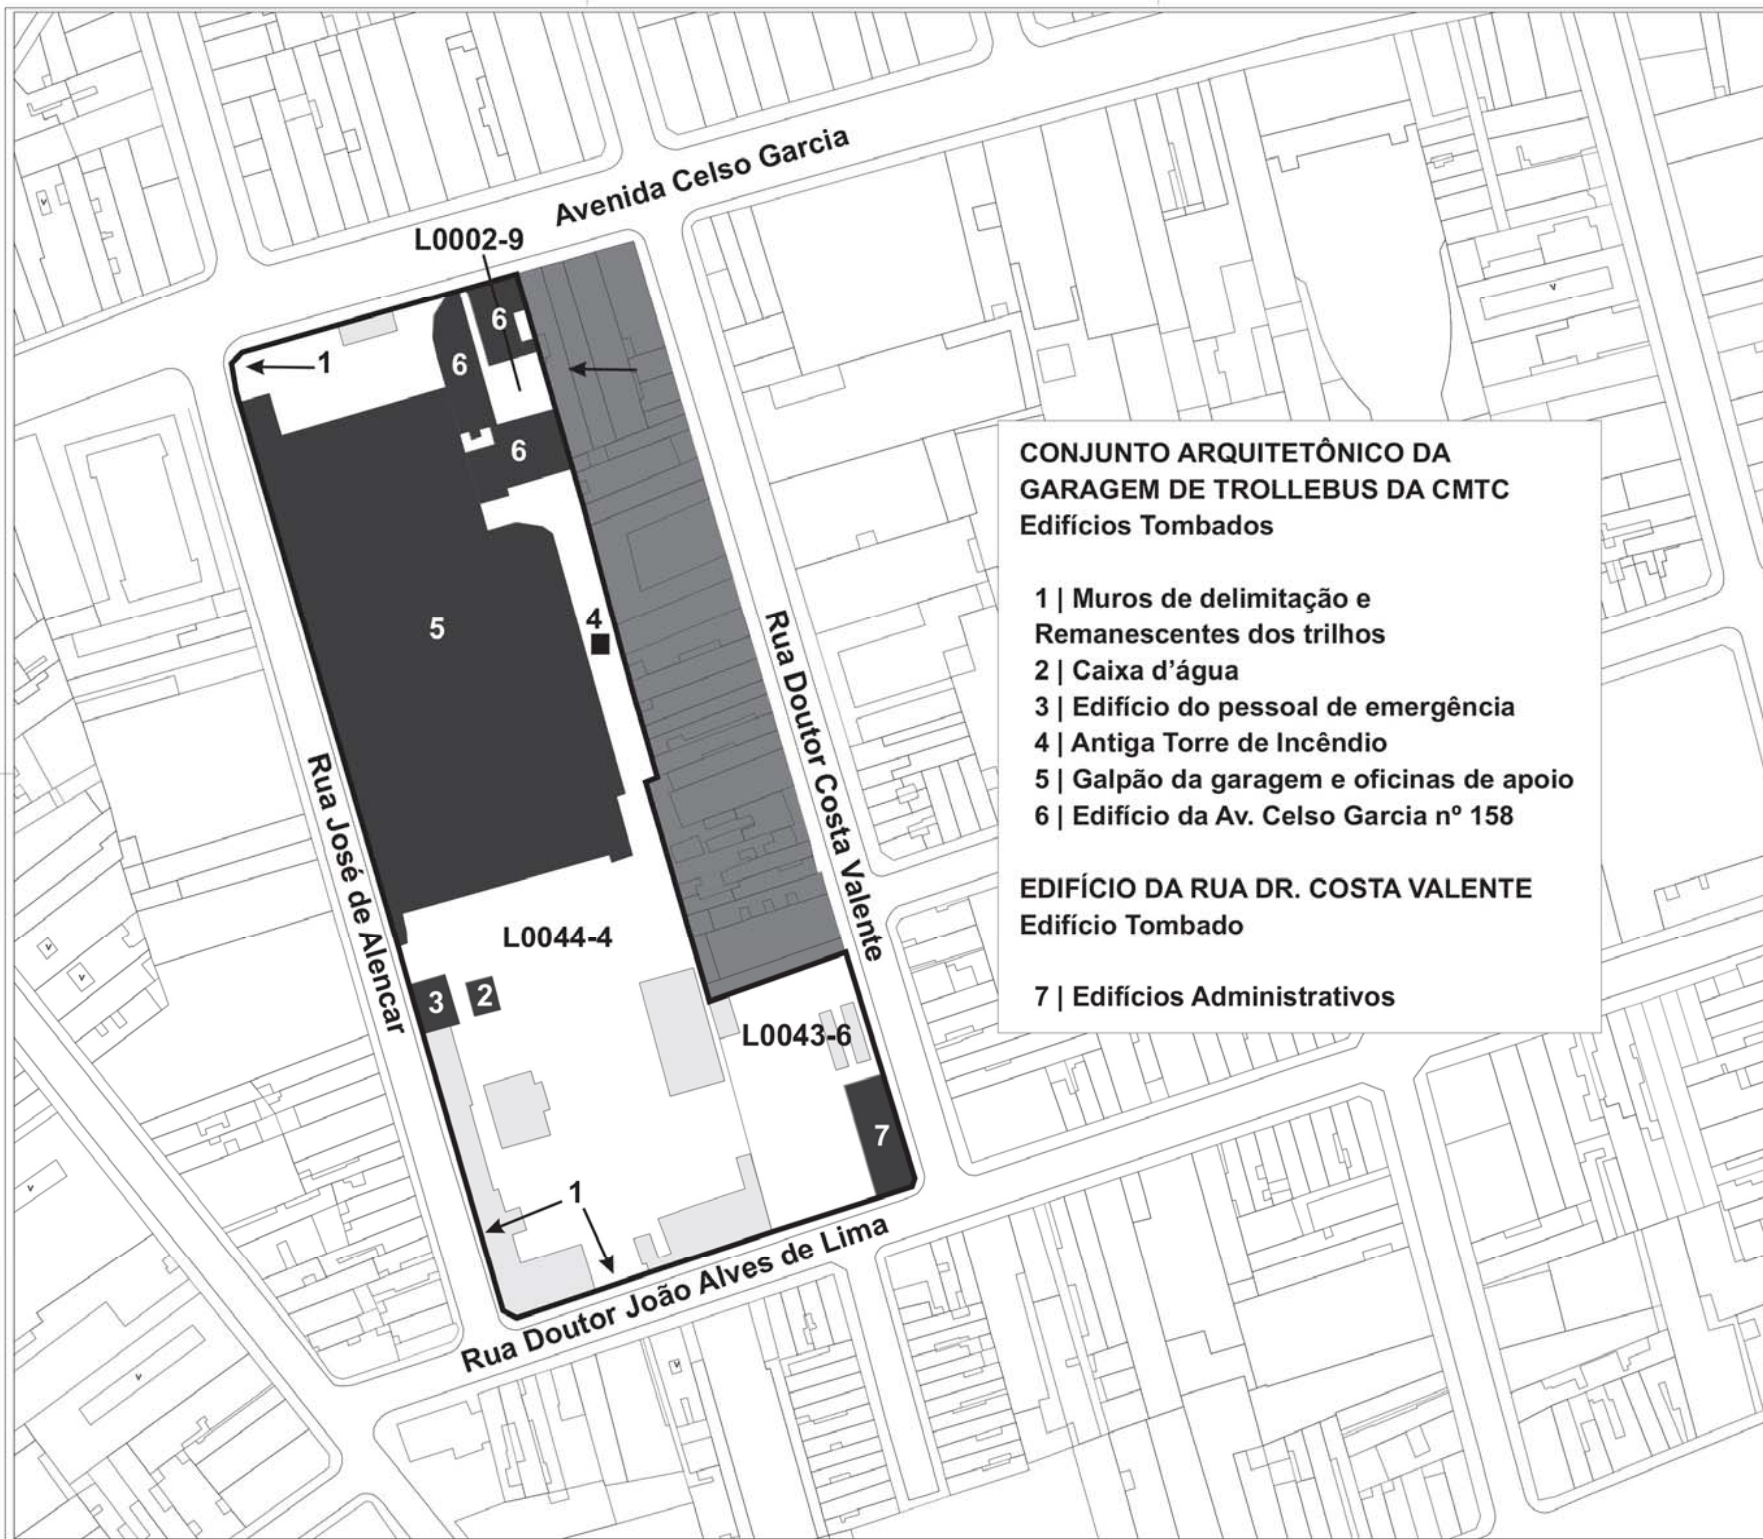 Avenida Celso Garcia
L0002-9
6
1
6
6
5
4
Rua Doutor Costa Valente
Rua José de Alencar
L0044-4
3
2
L0043-6
7
1
Rua Doutor João Alves de Lima
CONJUNTO ARQUITETÔNICO DA
GARAGEM DE TROLLEBUS DA CMTC
Edifícios Tombados
1 | Muros de delimitação e
Remanescentes dos trilhos
2 | Caixa d'água
3 | Edifício do pessoal de emergência
4 | Antiga Torre de Incêndio
5 | Galpão da garagem e oficinas de apoio
6 | Edifício da Av. Celso Garcia nº 158
EDIFÍCIO DA RUA DR. COSTA VALENTE
Edifício Tombado
7 | Edifícios Administrativos
v
v
v
v
v
v
v